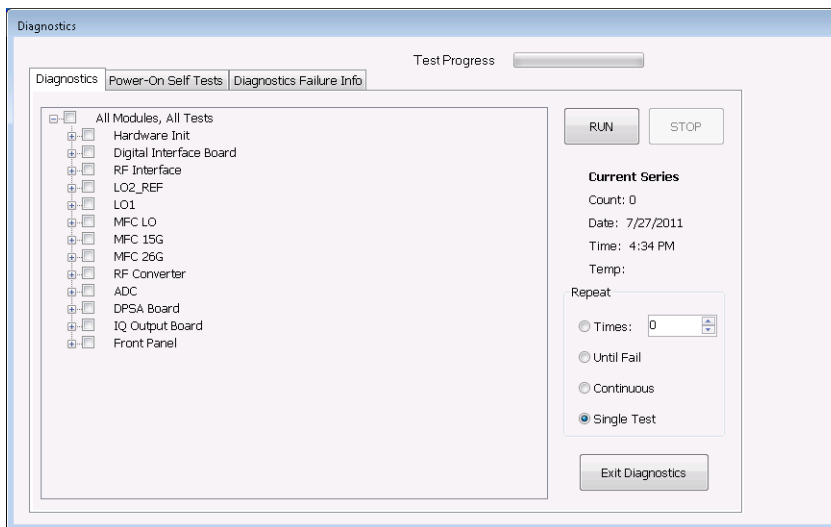 Diagnostics
Test Progress
Diagnostics
Power-On Self Tests
Diagnostics Failure Info
All Modules, All Tests
Hardware Init
Digital Interface Board
RF Interface
LO2_REF
LO1
MFC LO
MFC 15G
MFC 26G
RF Converter
ADC
DPSA Board
IQ Output Board
Front Panel
RUN
STOP
Current Series
Count: 0
Date: 7/27/2011
Time: 4:34 PM
Temp:
Repeat
Times: 0
Until Fail
Continuous
Single Test
Exit Diagnostics